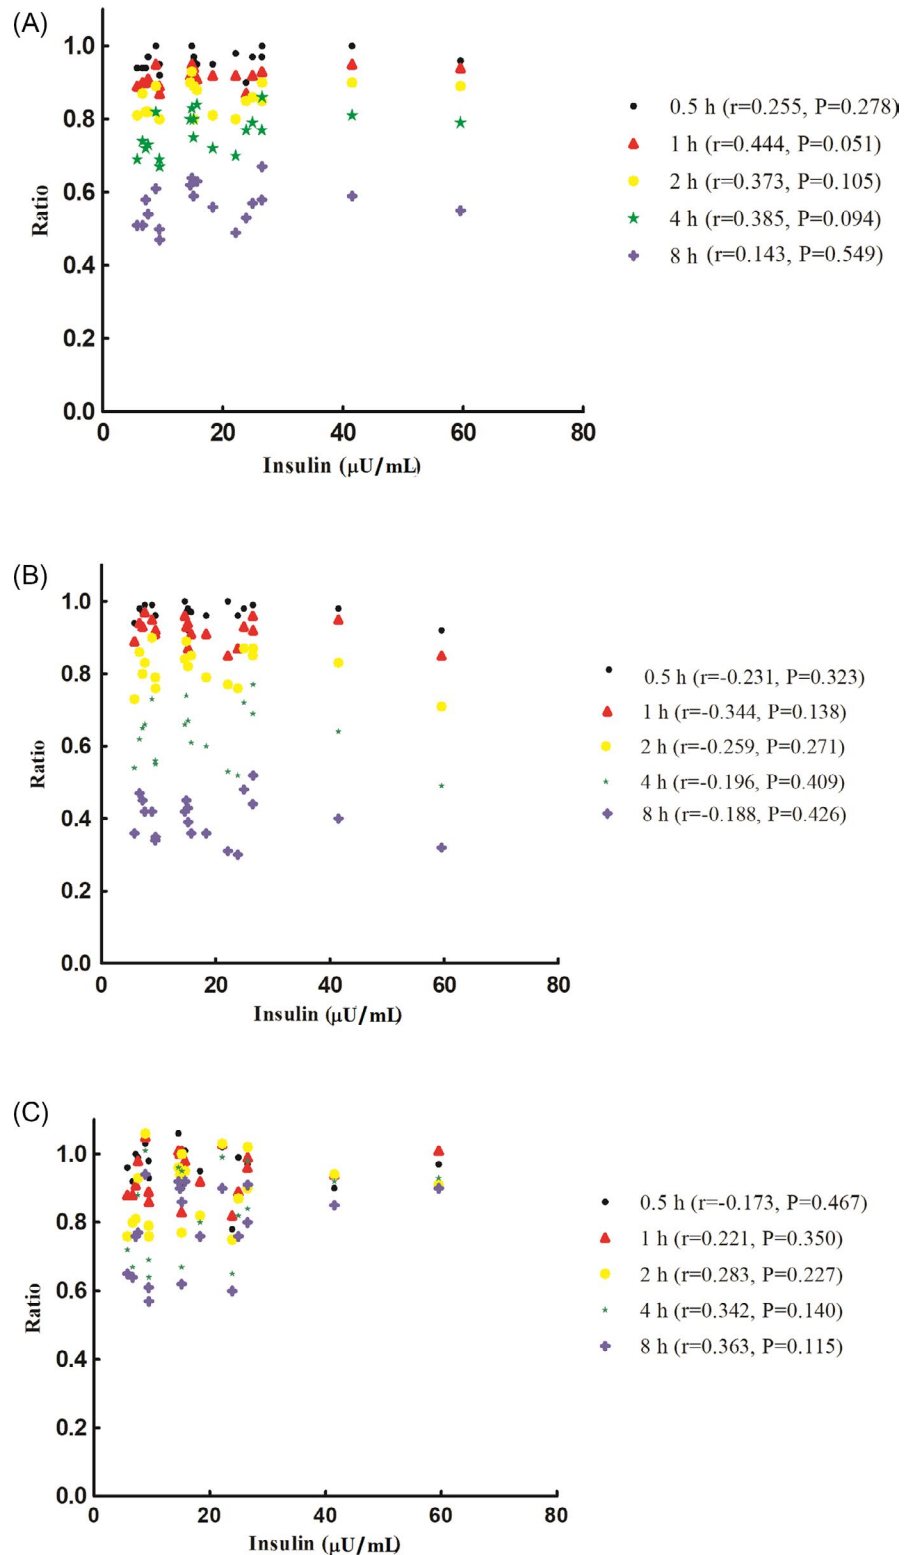 (A)
1.0
0.8
0.6
0.4
0.2
0.0
Ratio
0 20 40 60 80
Insulin (μU/mL)
0.5 h (r=0.255, P=0.278)
1 h (r=0.444, P=0.051)
2 h (r=0.373, P=0.105)
4 h (r=0.385, P=0.094)
8 h (r=0.143, P=0.549)
(B)
1.0
0.8
0.6
0.4
0.2
0.0
Ratio
0 20 40 60 80
Insulin (μU/mL)
0.5 h (r=-0.231, P=0.323)
1 h (r=-0.344, P=0.138)
2 h (r=-0.259, P=0.271)
4 h (r=-0.196, P=0.409)
8 h (r=-0.188, P=0.426)
(C)
1.0
0.8
0.6
0.4
0.2
0.0
Ratio
0 20 40 60 80
Insulin (μU/mL)
0.5 h (r=-0.173, P=0.467)
1 h (r=0.221, P=0.350)
2 h (r=0.283, P=0.227)
4 h (r=0.342, P=0.140)
8 h (r=0.363, P=0.115)